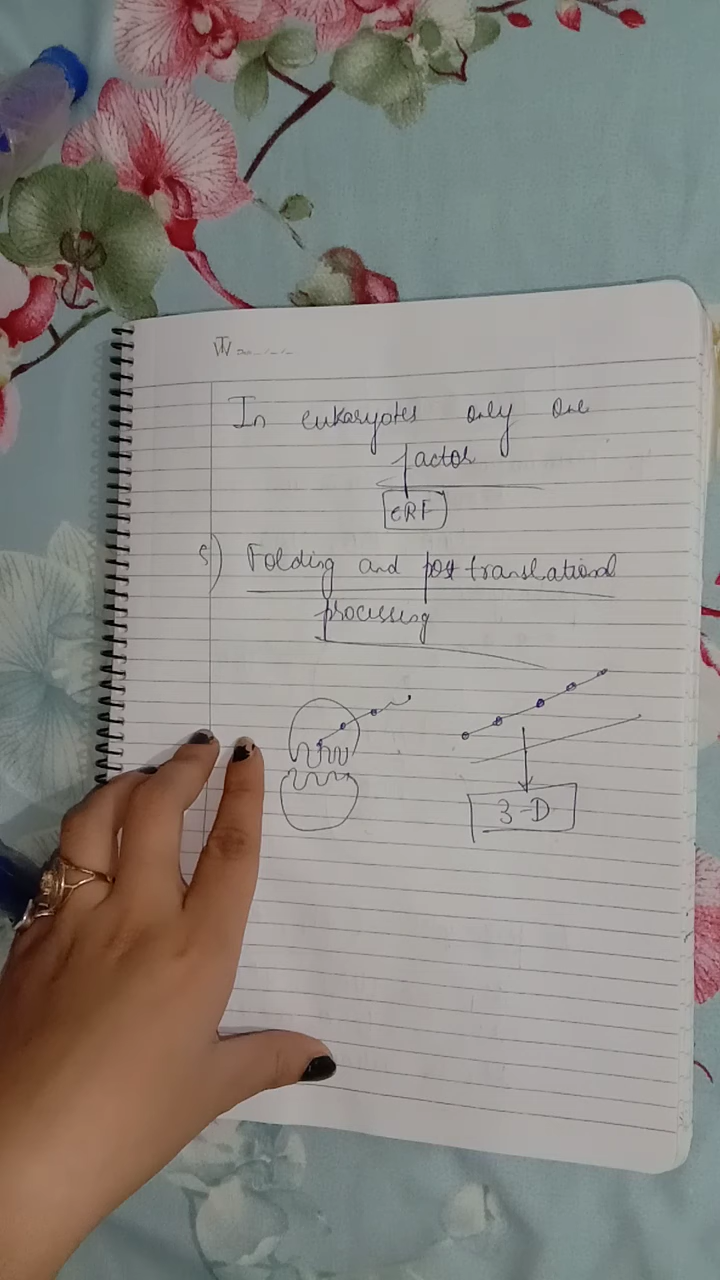 In eukaryotes only one
factor
eRF
5) Folding and post translational
processing
3-D